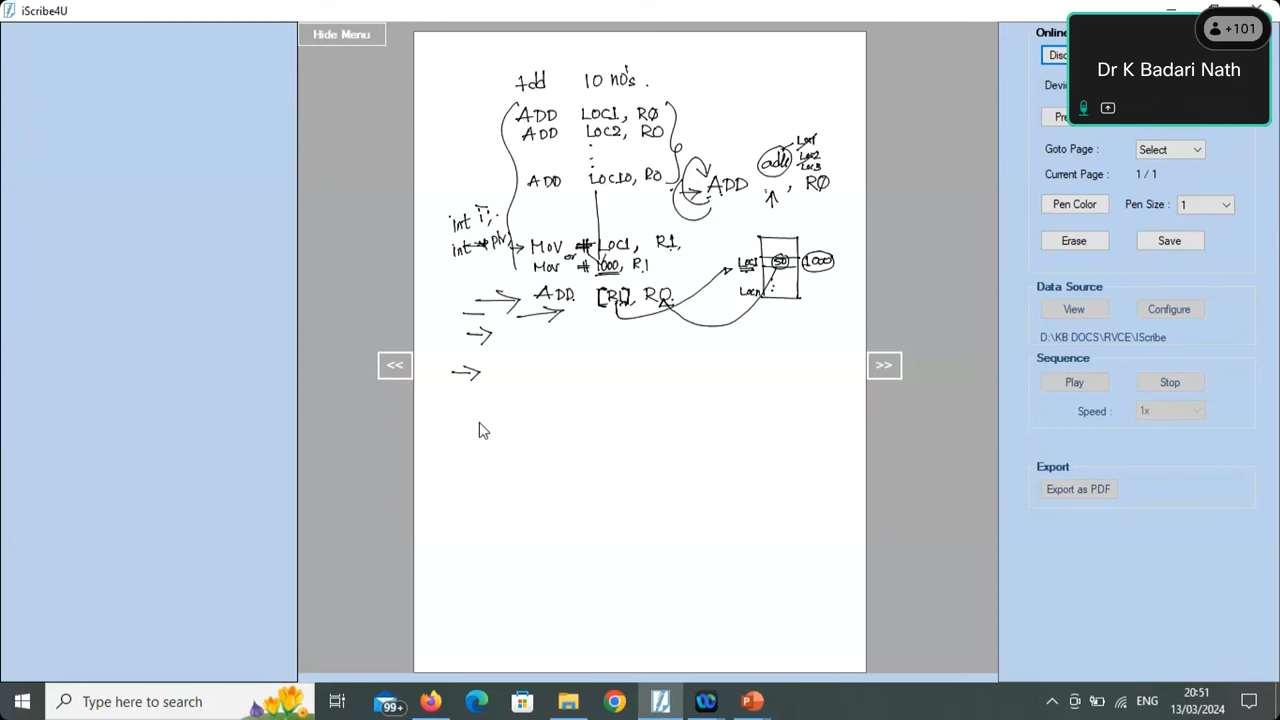 iScribe4U
Hide Menu
Add 10 no's.
ADD LOC1, R0
ADD LOC2, R0
ADD LOC10, R0
ADD , R0
add
Loc1
Loc2
Loc3
int i;
int ptr
MOV # LOC1, R1,
or
Mov # 1000, R1
ADD [R1], R0
Loc1 50 1000
Locn
<<
>>
+101
Dr K Badari Nath
Online
Disc
Devic
Pre
Goto Page : Select
Current Page : 1 / 1
Pen Color Pen Size : 1
Erase Save
Data Source
View Configure
D:\KB DOCS\RVCE\IScribe
Sequence
Play Stop
Speed : 1x
Export
Export as PDF
Type here to search
99+
ENG
20:51
13/03/2024